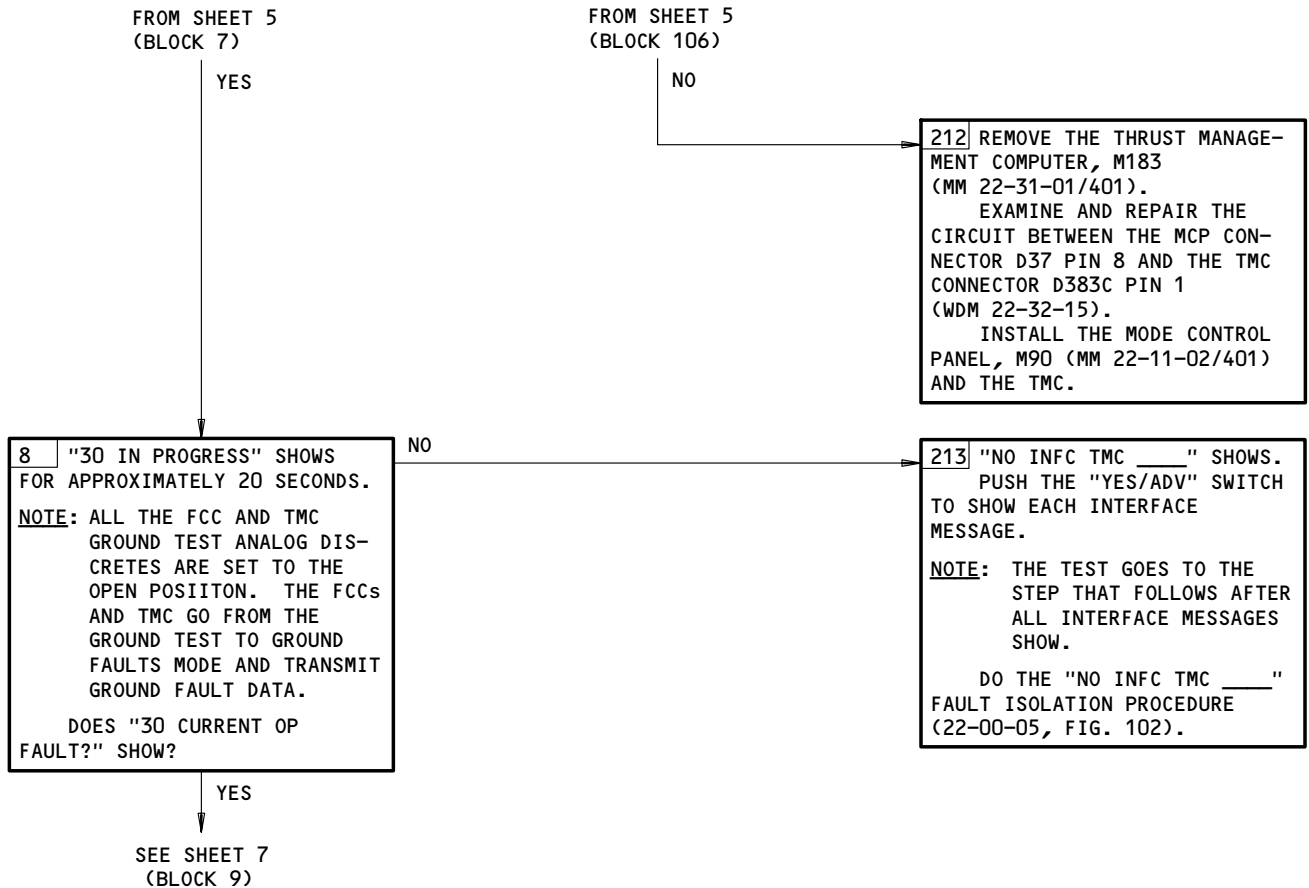 FROM SHEET 5
(BLOCK 7)
YES
FROM SHEET 5
(BLOCK 106)
NO
212 REMOVE THE THRUST MANAGE-
MENT COMPUTER, M183
(MM 22-31-01/401).
EXAMINE AND REPAIR THE
CIRCUIT BETWEEN THE MCP CON-
NECTOR D37 PIN 8 AND THE TMC
CONNECTOR D383C PIN 1
(WDM 22-32-15).
INSTALL THE MODE CONTROL
PANEL, M90 (MM 22-11-02/401)
AND THE TMC.
8 "30 IN PROGRESS" SHOWS
FOR APPROXIMATELY 20 SECONDS.
NOTE: ALL THE FCC AND TMC
GROUND TEST ANALOG DIS-
CRETES ARE SET TO THE
OPEN POSIITON. THE FCCs
AND TMC GO FROM THE
GROUND TEST TO GROUND
FAULTS MODE AND TRANSMIT
GROUND FAULT DATA.
DOES "30 CURRENT OP
FAULT?" SHOW?
NO
213 "NO INFC TMC ____" SHOWS.
PUSH THE "YES/ADV" SWITCH
TO SHOW EACH INTERFACE
MESSAGE.
NOTE: THE TEST GOES TO THE
STEP THAT FOLLOWS AFTER
ALL INTERFACE MESSAGES
SHOW.
DO THE "NO INFC TMC ____"
FAULT ISOLATION PROCEDURE
(22-00-05, FIG. 102).
YES
SEE SHEET 7
(BLOCK 9)